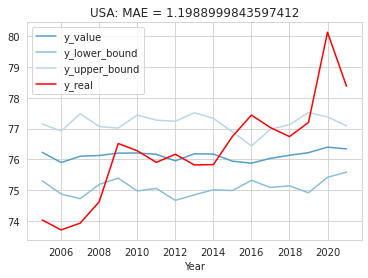 USA: MAE = 1.1988999843597412
y_value
y_lower_bound
y_upper_bound
y_real
80
79
78
77
76
75
74
2006 2008 2010 2012 2014 2016 2018 2020
Year